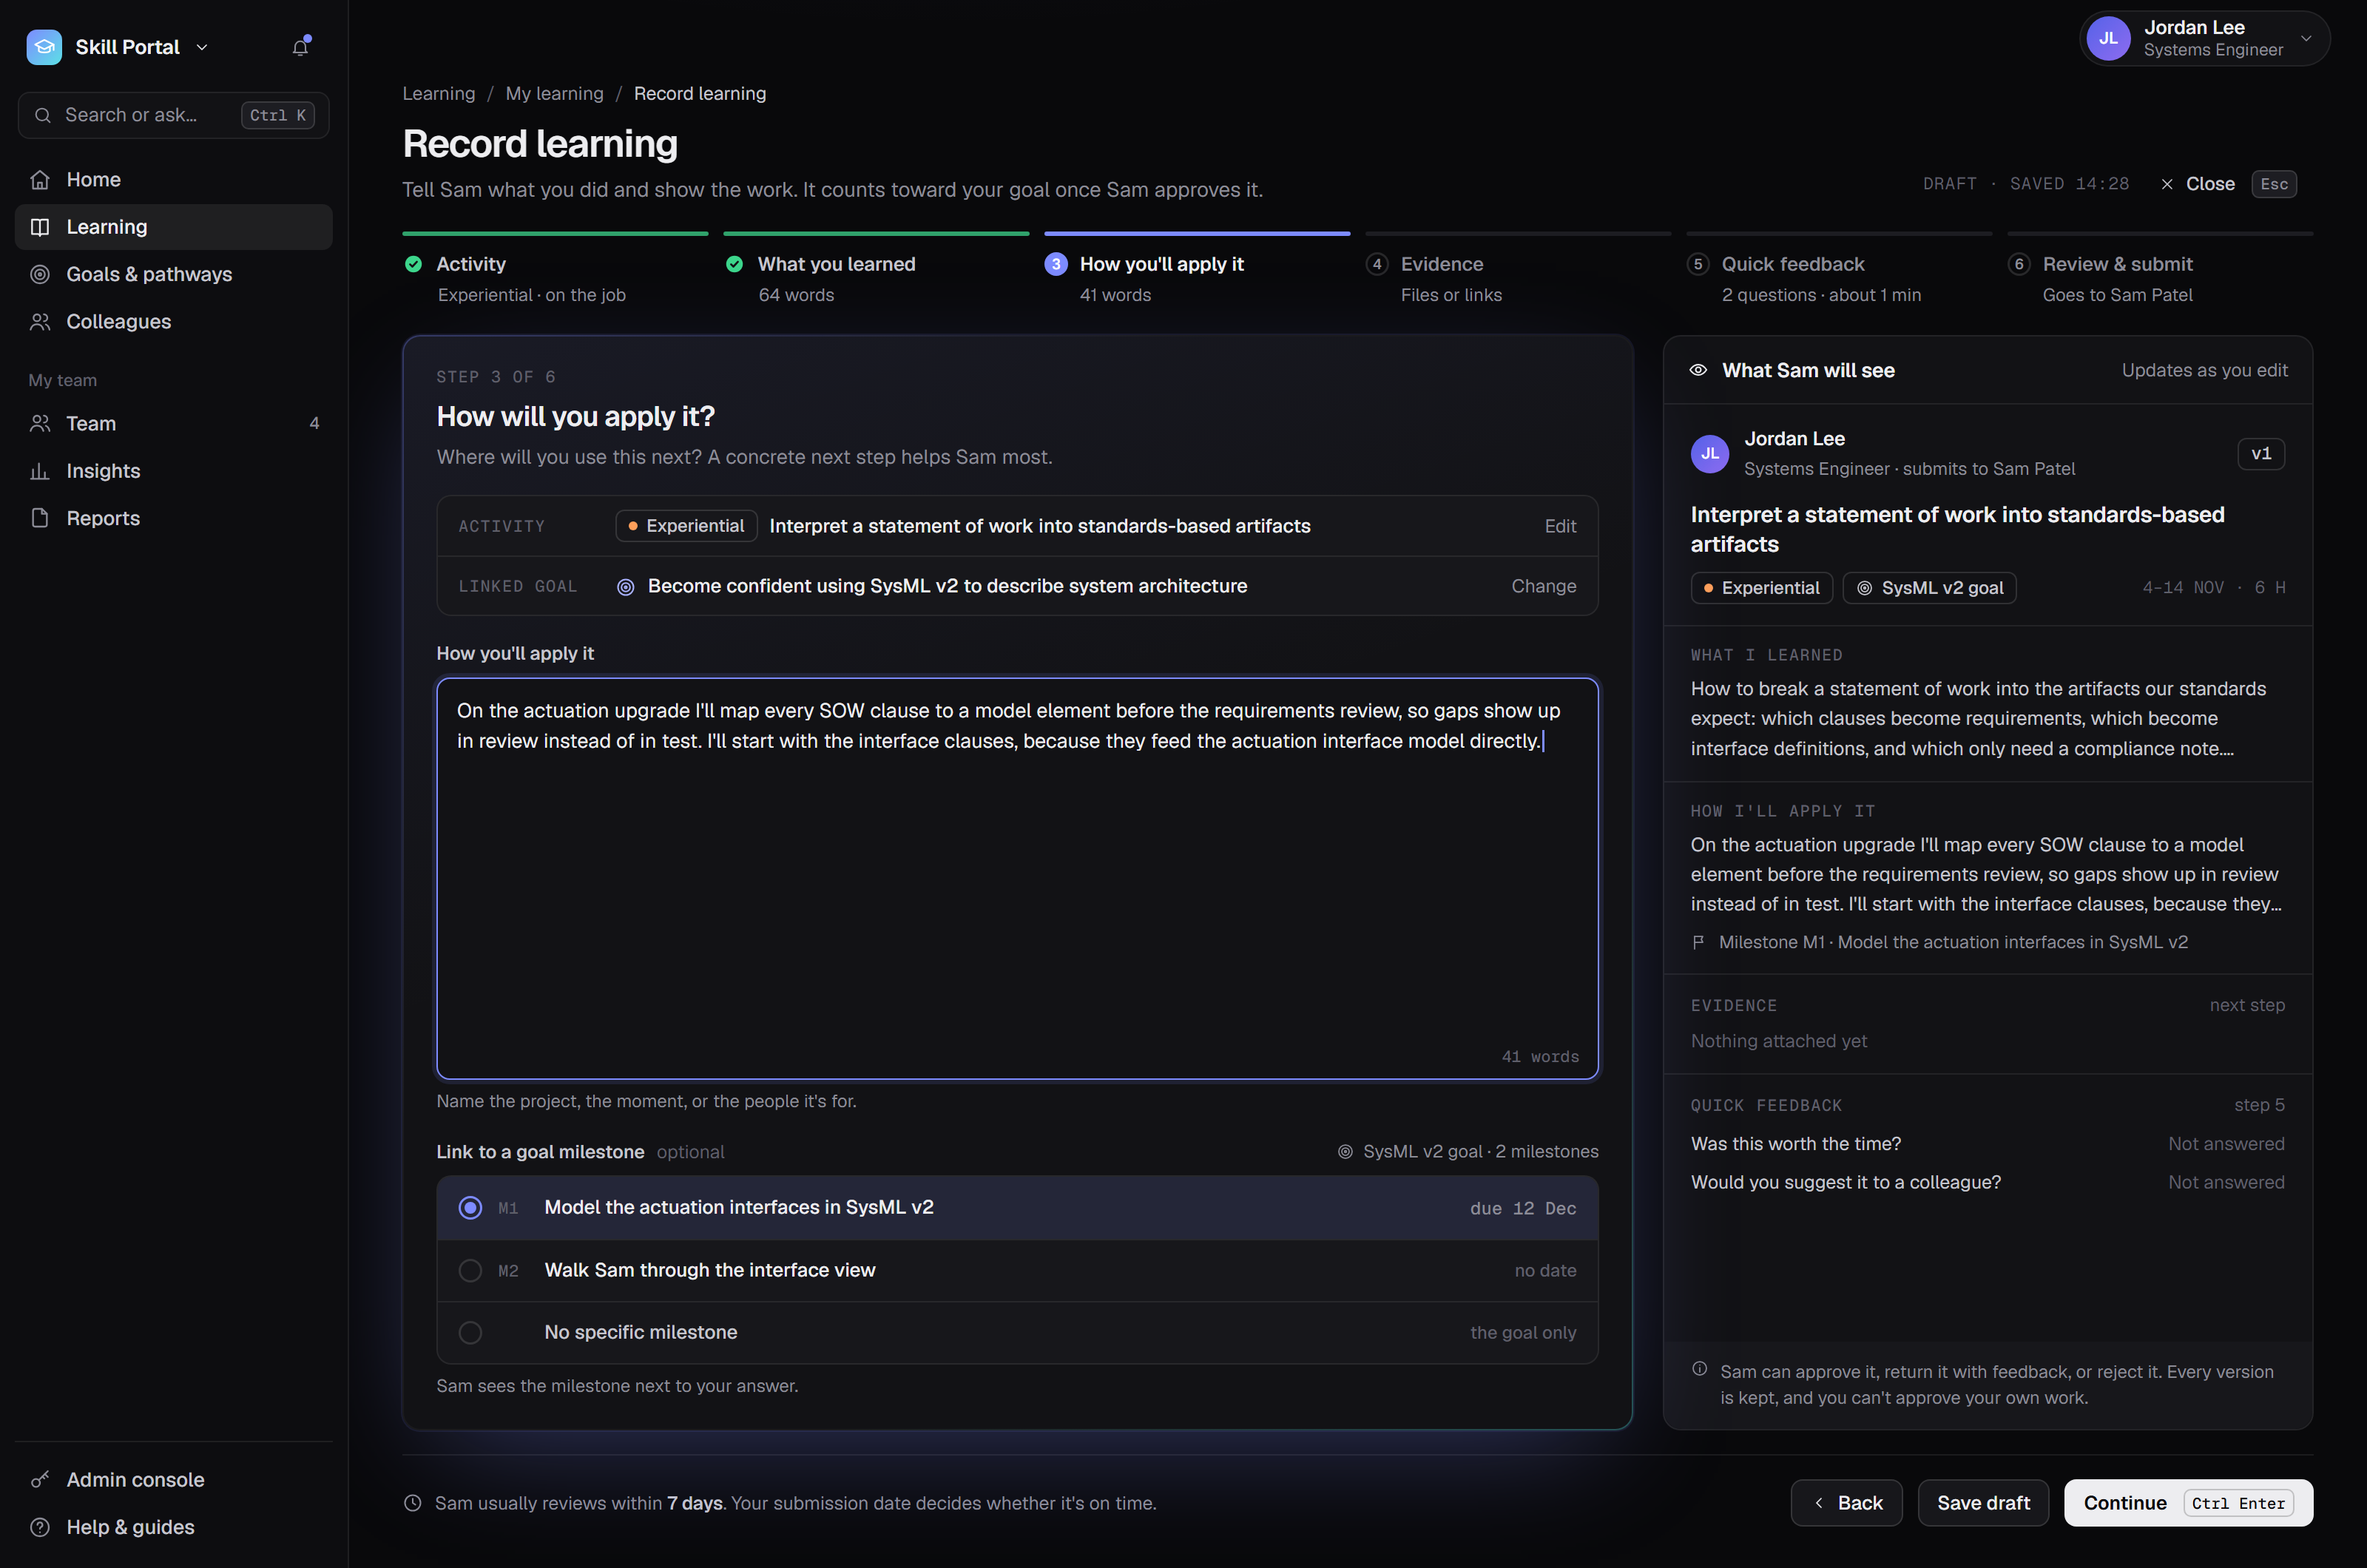 Skill Portal
Search or ask... Ctrl K
Home
Learning
Goals & pathways
Colleagues
My team
Team 4
Insights
Reports
Admin console
Help & guides
JL Jordan Lee
Systems Engineer
Learning / My learning / Record learning
Record learning
Tell Sam what you did and show the work. It counts toward your goal once Sam approves it.
DRAFT · SAVED 14:28 Close Esc
Activity
Experiential · on the job
What you learned
64 words
3 How you'll apply it
41 words
4 Evidence
Files or links
5 Quick feedback
2 questions · about 1 min
6 Review & submit
Goes to Sam Patel
STEP 3 OF 6
How will you apply it?
Where will you use this next? A concrete next step helps Sam most.
ACTIVITY Experiential Interpret a statement of work into standards-based artifacts Edit
LINKED GOAL Become confident using SysML v2 to describe system architecture Change
How you'll apply it
On the actuation upgrade I'll map every SOW clause to a model element before the requirements review, so gaps show up
in review instead of in test. I'll start with the interface clauses, because they feed the actuation interface model directly.
41 words
Name the project, the moment, or the people it's for.
Link to a goal milestone optional SysML v2 goal · 2 milestones
M1 Model the actuation interfaces in SysML v2 due 12 Dec
M2 Walk Sam through the interface view no date
No specific milestone the goal only
Sam sees the milestone next to your answer.
What Sam will see Updates as you edit
JL Jordan Lee
Systems Engineer · submits to Sam Patel
v1
Interpret a statement of work into standards-based
artifacts
Experiential SysML v2 goal 4–14 NOV · 6 H
WHAT I LEARNED
How to break a statement of work into the artifacts our standards
expect: which clauses become requirements, which become
interface definitions, and which only need a compliance note....
HOW I'LL APPLY IT
On the actuation upgrade I'll map every SOW clause to a model
element before the requirements review, so gaps show up in review
instead of in test. I'll start with the interface clauses, because they...
Milestone M1 · Model the actuation interfaces in SysML v2
EVIDENCE next step
Nothing attached yet
QUICK FEEDBACK step 5
Was this worth the time? Not answered
Would you suggest it to a colleague? Not answered
Sam can approve it, return it with feedback, or reject it. Every version
is kept, and you can't approve your own work.
Sam usually reviews within 7 days. Your submission date decides whether it's on time.
Back Save draft Continue Ctrl Enter